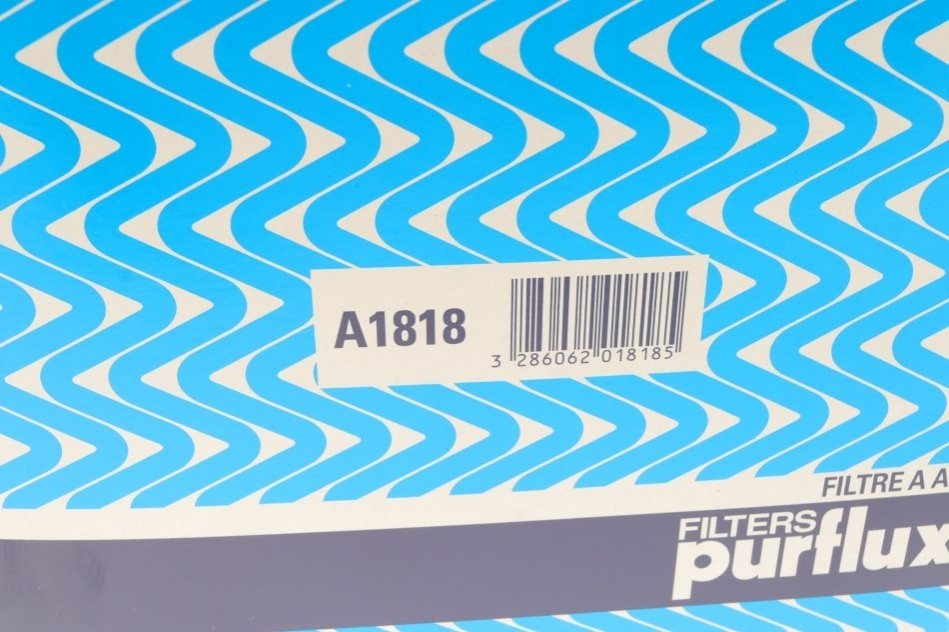 A1818
3 286062 018185
FILTRE A A
FILTERS
purflux